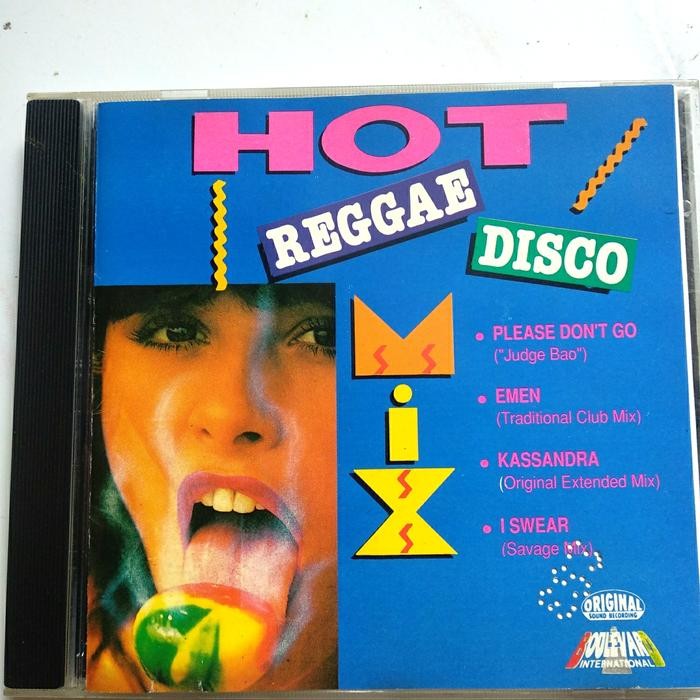 HOT
REGGAE
DISCO
MiX
• PLEASE DON'T GO
("Judge Bao")
• EMEN
(Traditional Club Mix)
• KASSANDRA
(Original Extended Mix)
• I SWEAR
(Savage Mix)
ORIGINAL
SOUND RECORDING
BOULEVARD
INTERNATIONAL